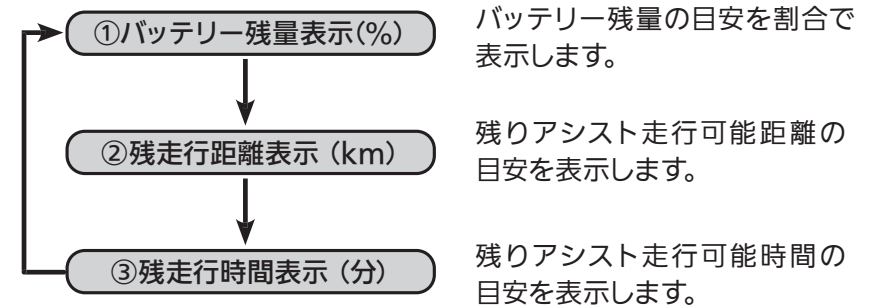 ①バッテリー残量表示(%)
バッテリー残量の目安を割合で
表示します。
②残走行距離表示(km)
残りアシスト走行可能距離の
目安を表示します。
③残走行時間表示(分)
残りアシスト走行可能時間の
目安を表示します。